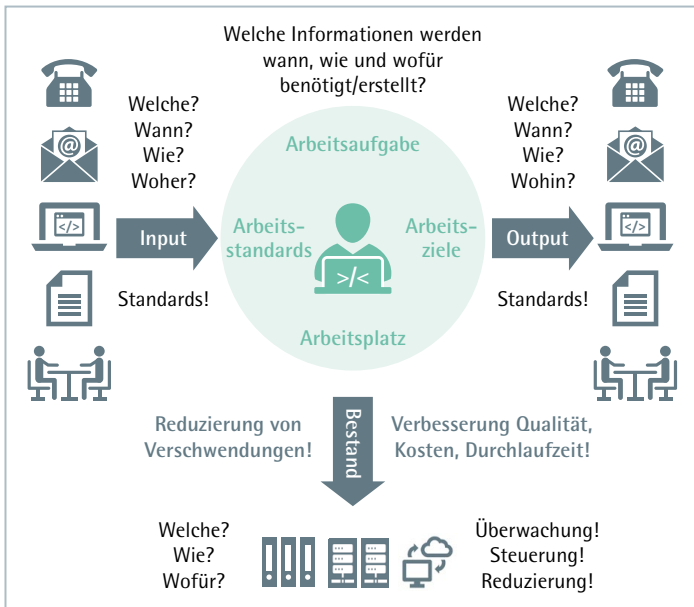 Welche Informationen werden
wann, wie und wofür
benötigt/erstellt?
Welche?
Wann?
Wie?
Woher?
Input
Standards!
Arbeitsaufgabe
Arbeits-
standards
Arbeits-
ziele
>/<
Arbeitsplatz
Welche?
Wann?
Wie?
Wohin?
Output
Standards!
@
</>
@
</>
Reduzierung von
Verschwendungen!
Bestand
Verbesserung Qualität,
Kosten, Durchlaufzeit!
Welche?
Wie?
Wofür?
Überwachung!
Steuerung!
Reduzierung!